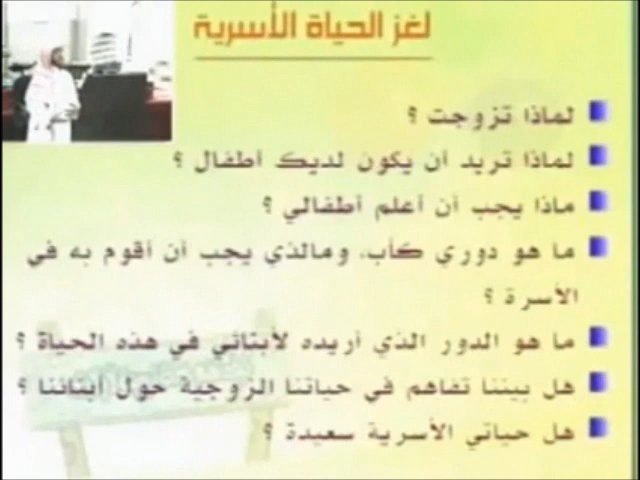 لغز الحياة الأسرية
لماذا تزوجت ؟
لماذا تريد أن يكون لديك أطفال ؟
ماذا يجب أن أعلم أطفالي ؟
ما هو دوري كأب، ومالذي يجب أن أقوم به في
الأسرة ؟
ما هو الدور الذي أريده لأبنائي في هذه الحياة ؟
هل بيننا تفاهم في حياتنا الزوجية حول أبنائنا ؟
هل حياتي الأسرية سعيدة ؟